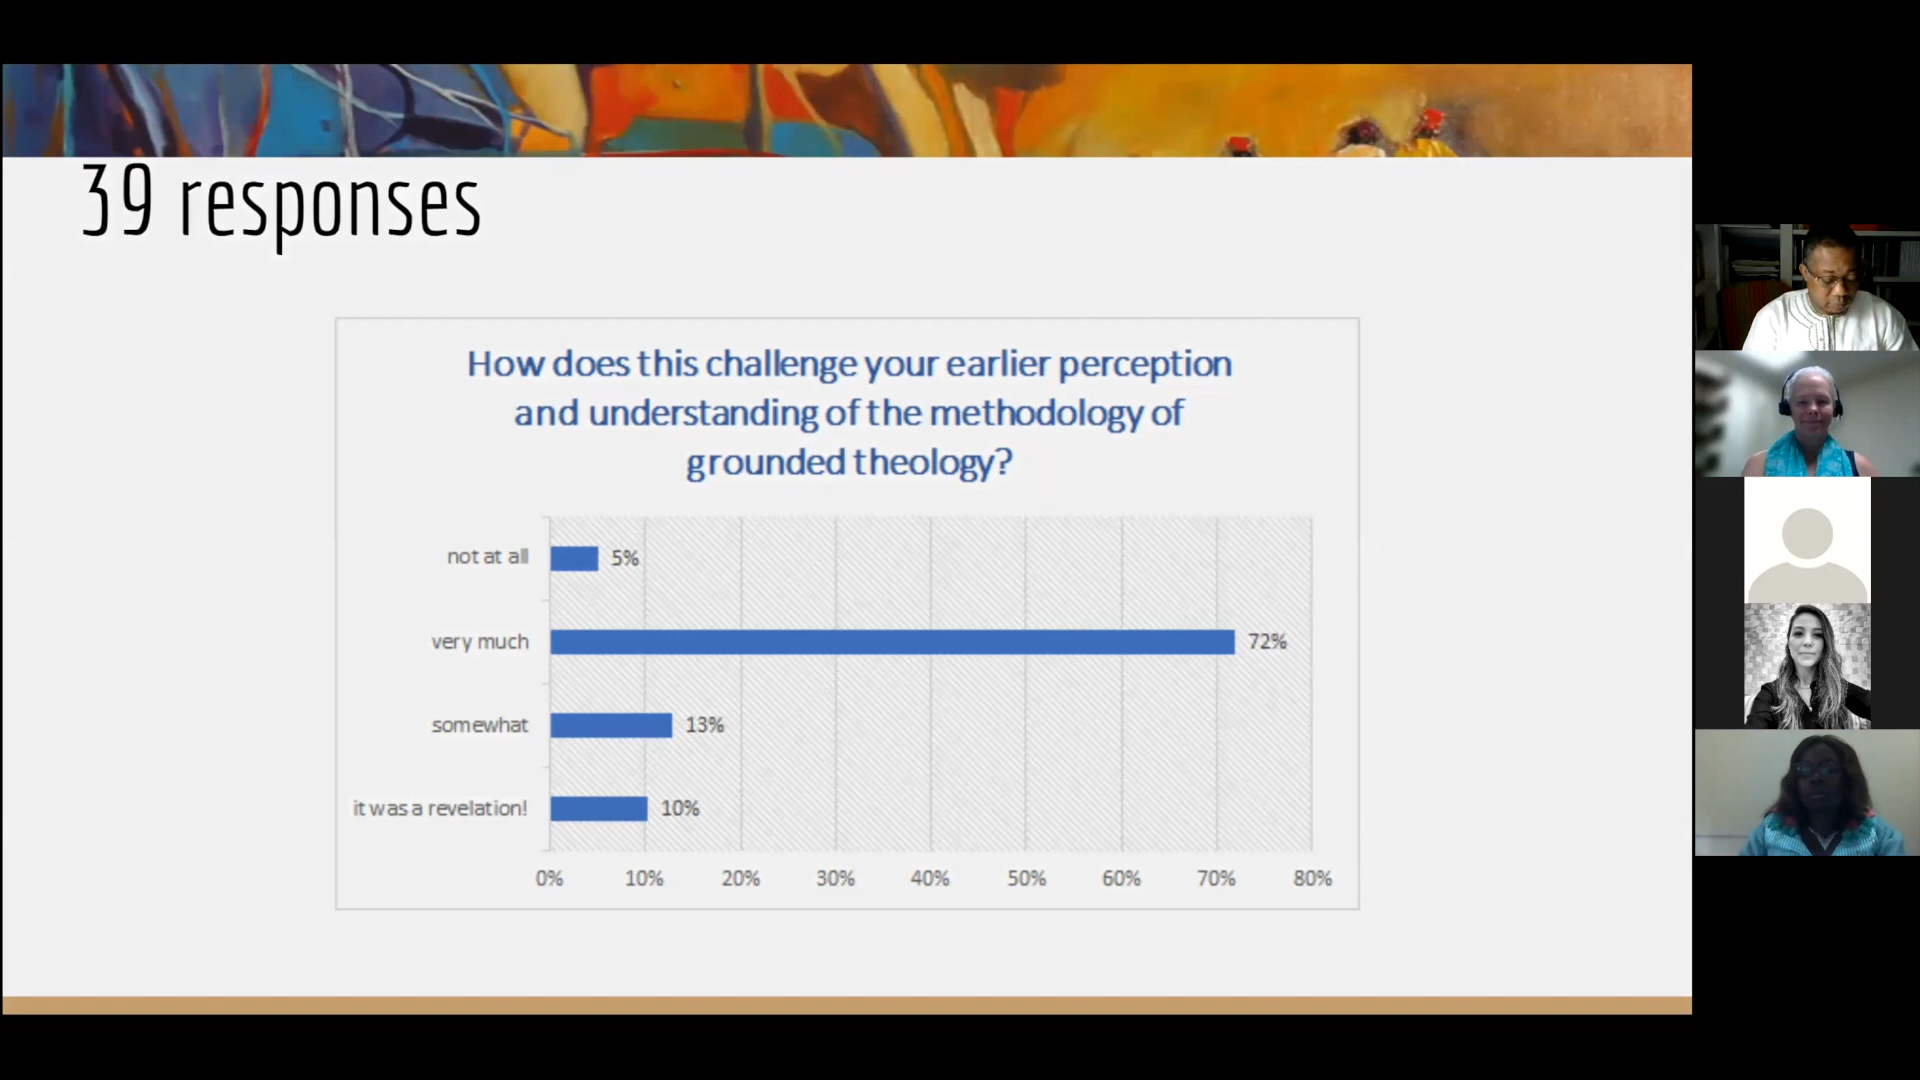 39 responses
How does this challenge your earlier perception
and understanding of the methodology of
grounded theology?
not at all 5%
very much 72%
somewhat 13%
it was a revelation! 10%
0% 10% 20% 30% 40% 50% 60% 70% 80%